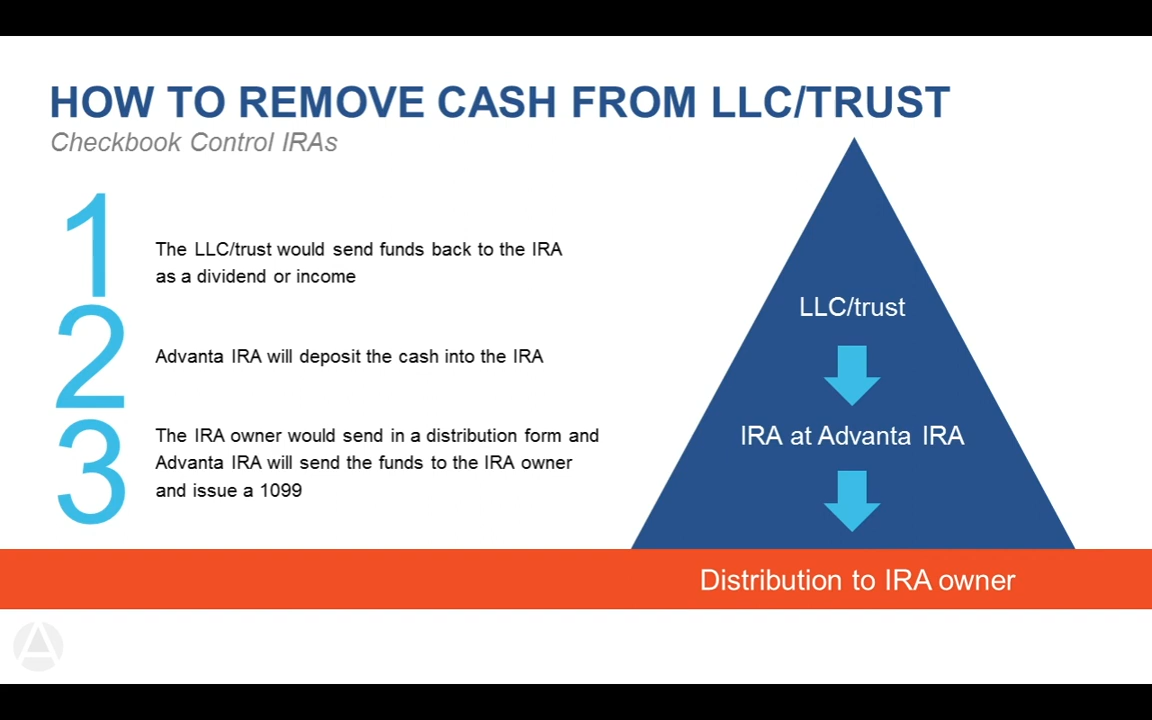 HOW TO REMOVE CASH FROM LLC/TRUST
Checkbook Control IRAs
1
The LLC/trust would send funds back to the IRA
as a dividend or income
2
Advanta IRA will deposit the cash into the IRA
3
The IRA owner would send in a distribution form and
Advanta IRA will send the funds to the IRA owner
and issue a 1099
LLC/trust
IRA at Advanta IRA
Distribution to IRA owner